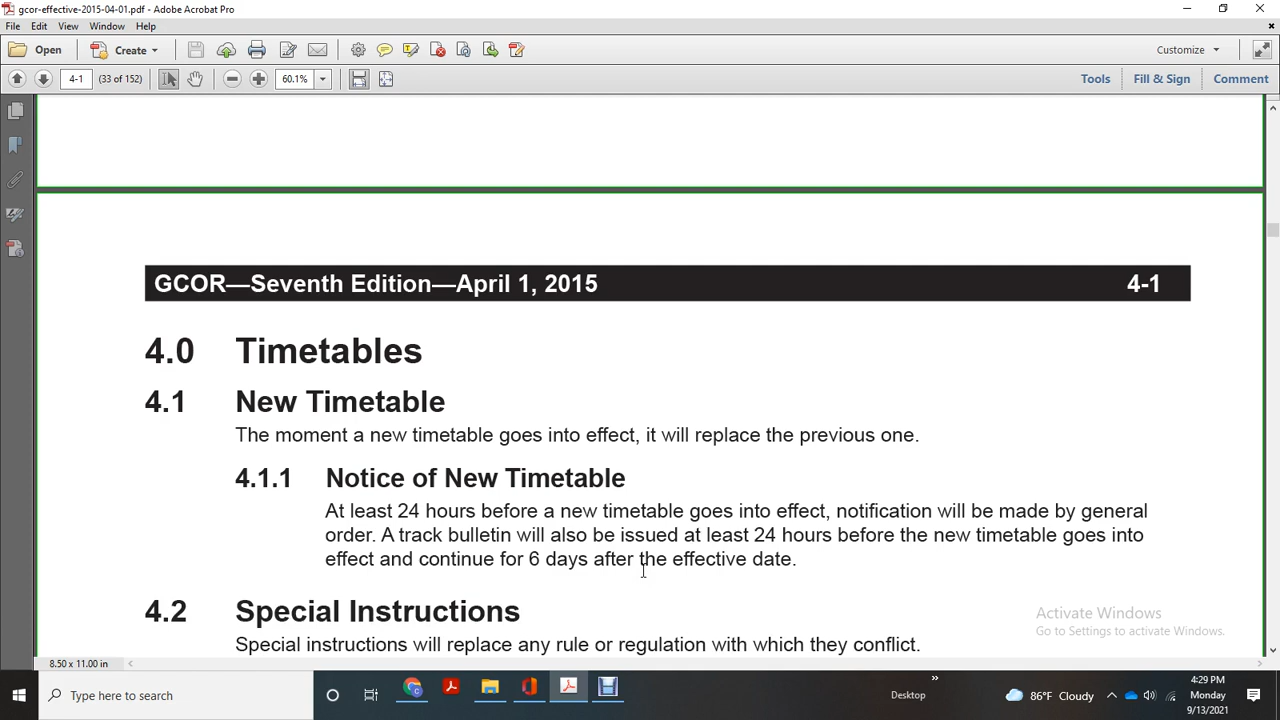 gcor-effective-2015-04-01.pdf - Adobe Acrobat Pro
File Edit View Window Help
Open Create Customize
4-1 (33 of 152) 60.1% Tools Fill & Sign Comment
GCOR—Seventh Edition—April 1, 2015 4-1
4.0 Timetables
4.1 New Timetable
The moment a new timetable goes into effect, it will replace the previous one.
4.1.1 Notice of New Timetable
At least 24 hours before a new timetable goes into effect, notification will be made by general
order. A track bulletin will also be issued at least 24 hours before the new timetable goes into
effect and continue for 6 days after the effective date.
4.2 Special Instructions
Special instructions will replace any rule or regulation with which they conflict.
Activate Windows
Go to Settings to activate Windows.
8.50 x 11.00 in
Type here to search
Desktop
86°F Cloudy
4:29 PM
Monday
9/13/2021